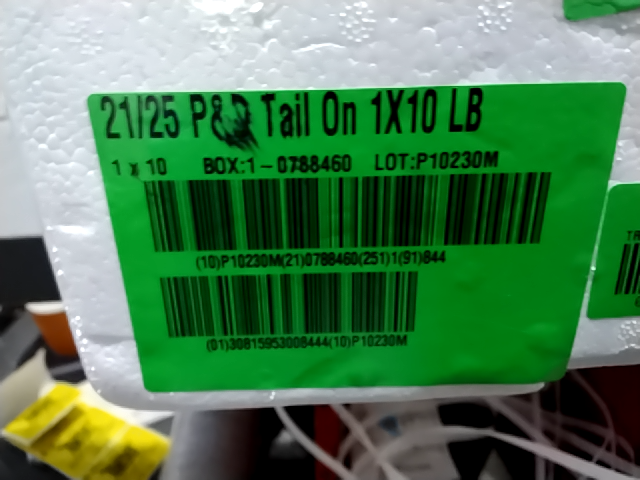 21/25 P&D Tail On 1X10 LB
1 x 10 BOX:1-0788460 LOT:P10230M
(10)P10230M(21)0788460(251)1(91)844
(01)30815953008444(10)P10230M